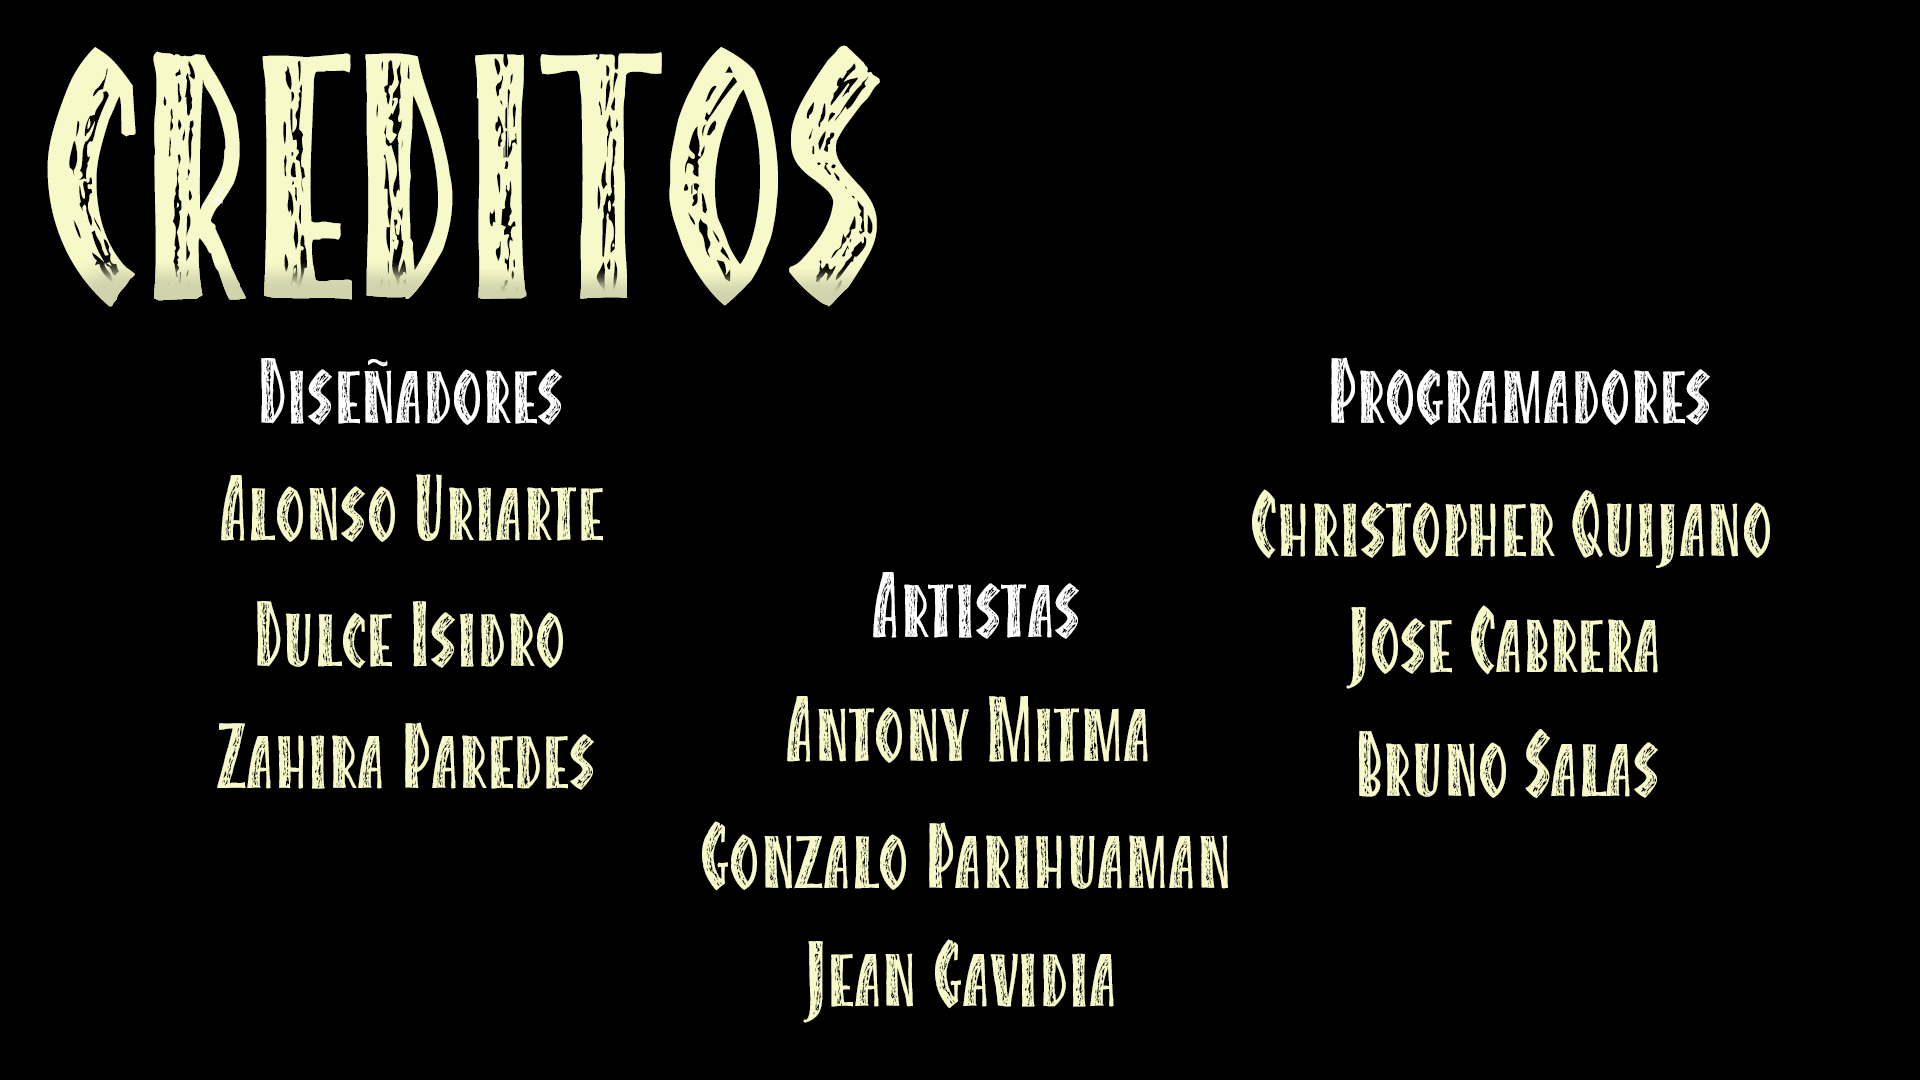 CREDITOS
Diseñadores
Alonso Uriarte
Dulce Isidro
Zahira Paredes
Artistas
Antony Mitma
Gonzalo Parihuaman
Jean Gavidia
Programadores
Christopher Quijano
Jose Cabrera
Bruno Salas